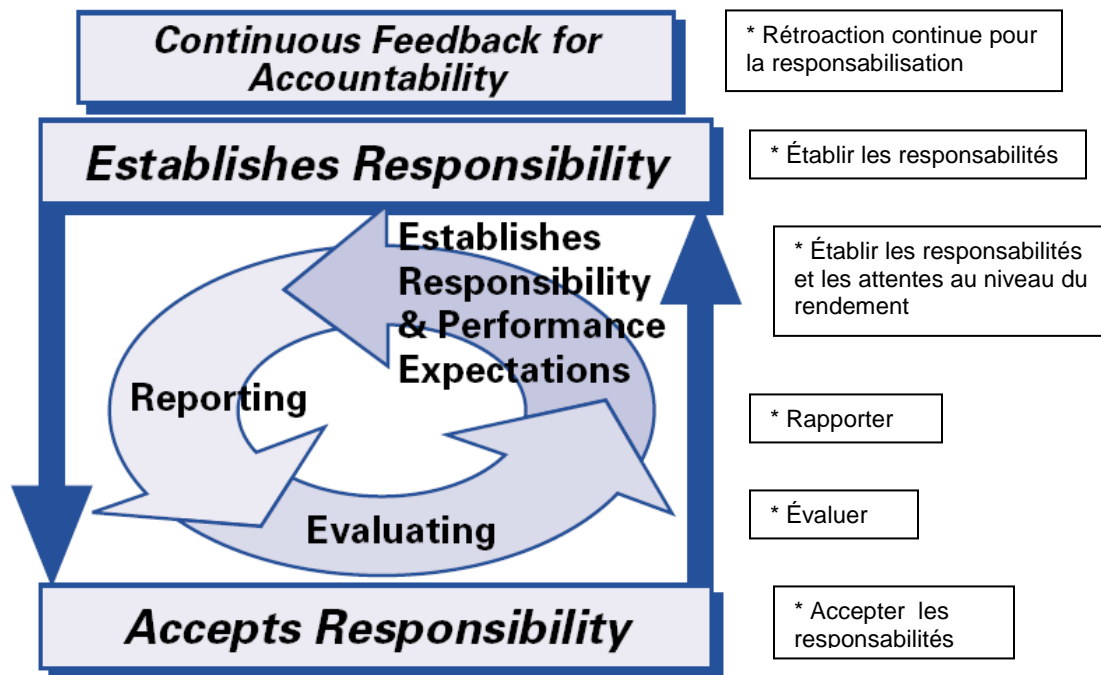 Continuous Feedback for
Accountability
* Rétroaction continue pour
la responsabilisation
Establishes Responsibility
* Établir les responsabilités
Establishes
Responsibility
& Performance
Expectations
* Établir les responsabilités
et les attentes au niveau du
rendement
Reporting
* Rapporter
Evaluating
* Évaluer
Accepts Responsibility
* Accepter les
responsabilités